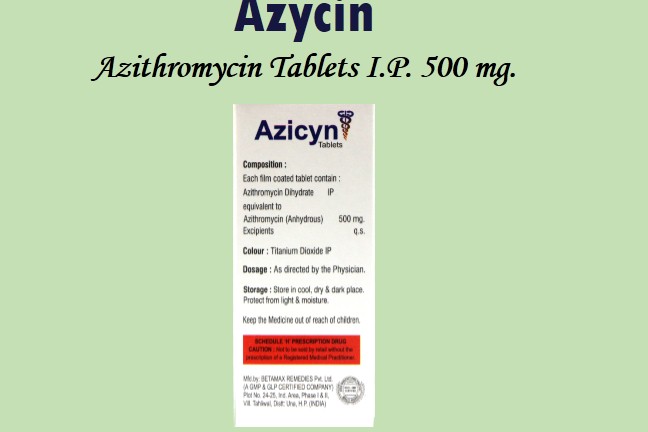 Azycin
Azithromycin Tablets I.P. 500 mg.
Azicyn
Tablets
Composition :
Each film coated tablet contain :
Azithromycin Dihydrate IP
equivalent to
Azithromycin (Anhydrous) 500 mg.
Excipients q.s.
Colour : Titanium Dioxide IP
Dosage : As directed by the Physician.
Storage : Store in cool, dry & dark place.
Protect from light & moisture.
Keep the Medicine out of reach of children.
SCHEDULE 'H' PRESCRIPTION DRUG
CAUTION : Not to be sold by retail without the
prescription of a Registered Medical Practitioner.
Mfd.by: BETAMAX REMEDIES Pvt. Ltd.
(A GMP & GLP CERTIFIED COMPANY)
Plot No. 24-25, Ind. Area, Phase I & II,
Vill. Tahliwal, Distt: Una, H.P. (INDIA)